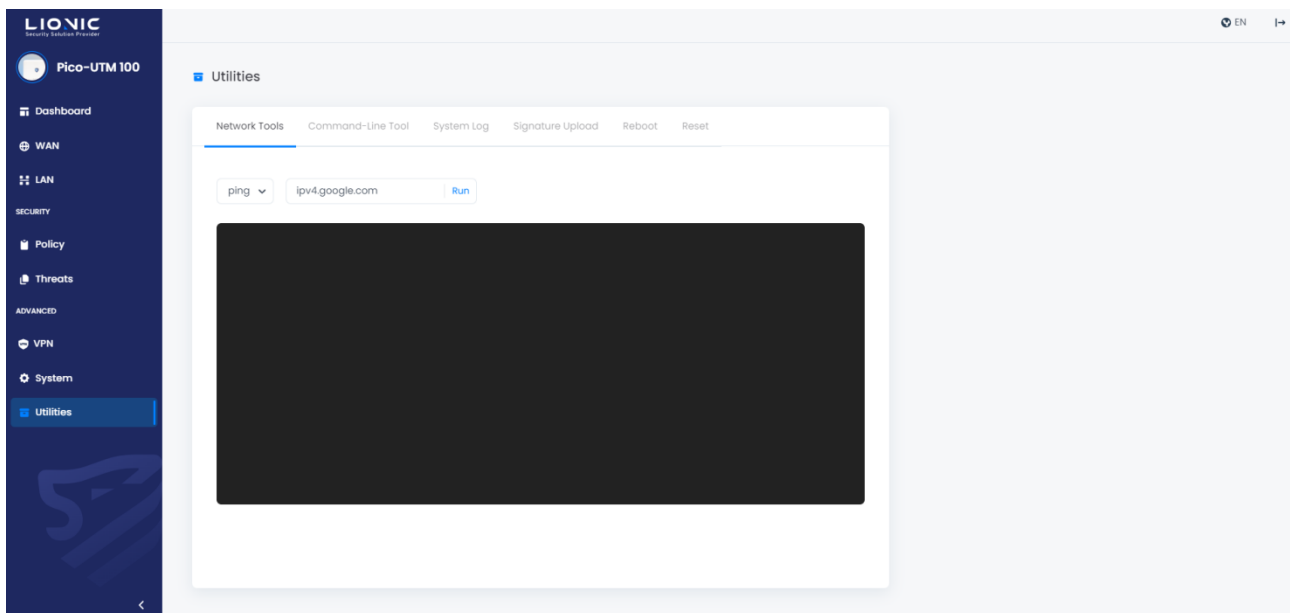 LIONIC
Security Solution Provider
EN
Pico-UTM 100
Utilities
Dashboard
WAN
LAN
SECURITY
Policy
Threats
ADVANCED
VPN
System
Utilities
Network Tools Command-Line Tool System Log Signature Upload Reboot Reset
ping ipv4.google.com Run